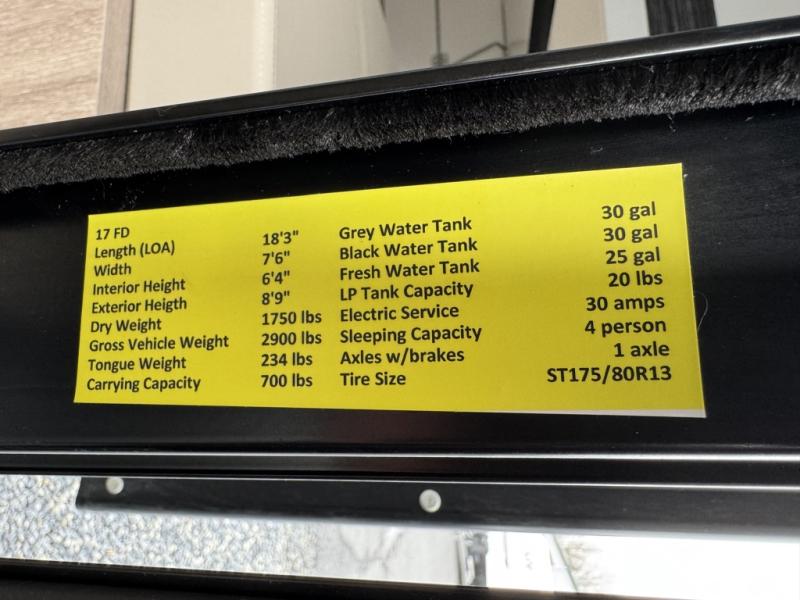 17 FD
Length (LOA) 18'3"
Width 7'6"
Interior Height 6'4"
Exterior Heigth 8'9"
Dry Weight 1750 lbs
Gross Vehicle Weight 2900 lbs
Tongue Weight 234 lbs
Carrying Capacity 700 lbs
Grey Water Tank 30 gal
Black Water Tank 30 gal
Fresh Water Tank 25 gal
LP Tank Capacity 20 lbs
Electric Service 30 amps
Sleeping Capacity 4 person
Axles w/brakes 1 axle
Tire Size ST175/80R13